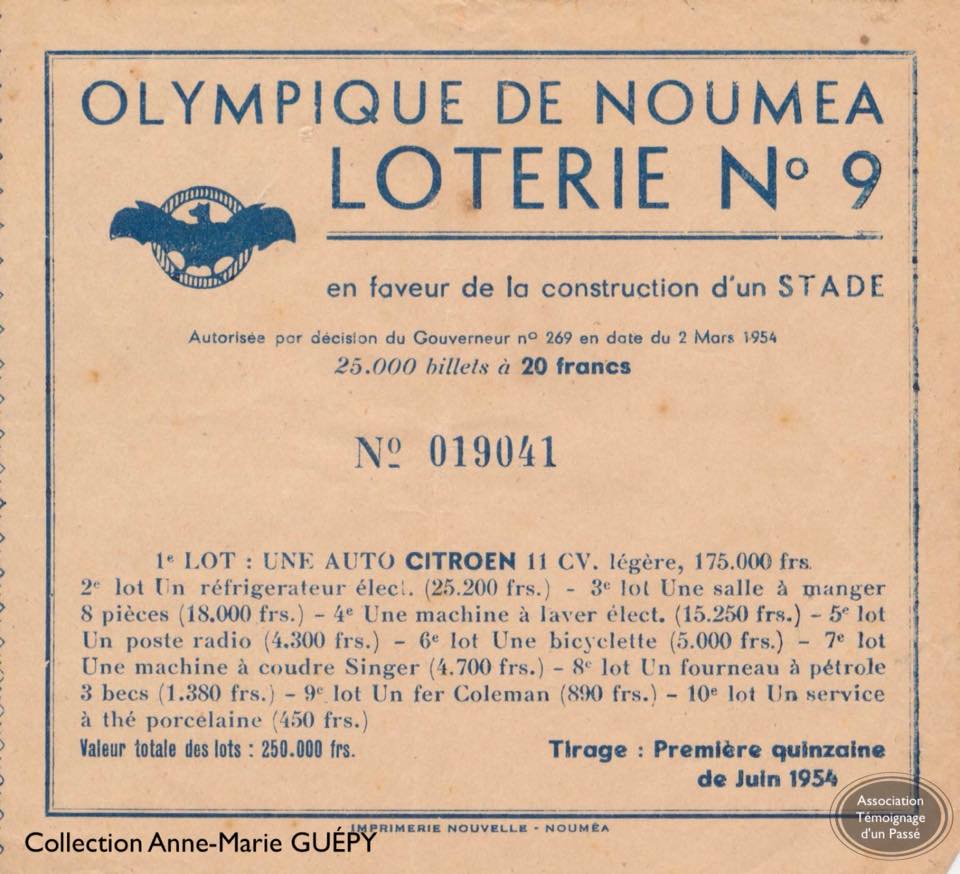 OLYMPIQUE DE NOUMEA
LOTERIE Nº 9
en faveur de la construction d'un STADE
Autorisée par décision du Gouverneur nº 269 en date du 2 Mars 1954
25.000 billets à 20 francs
Nº 019041
1e LOT : UNE AUTO CITROEN 11 CV. légère, 175.000 frs.
2e lot Un réfrigerateur élect. (25.200 frs.) - 3e lot Une salle à manger
8 pièces (18.000 frs.) - 4e Une machine à laver élect. (15.250 frs.) - 5e lot
Un poste radio (4.300 frs.) - 6e lot Une bicyclette (5.000 frs.) - 7e lot
Une machine à coudre Singer (4.700 frs.) - 8e lot Un fourneau à pétrole
3 becs (1.380 frs.) - 9e lot Un fer Coleman (890 frs.) - 10e lot Un service
à thé porcelaine (450 frs.)
Valeur totale des lots : 250.000 frs.
Tirage : Première quinzaine
de Juin 1954
IMPRIMERIE NOUVELLE - NOUMÉA
Collection Anne-Marie GUÉPY
Association
Témoignage
d'un Passé